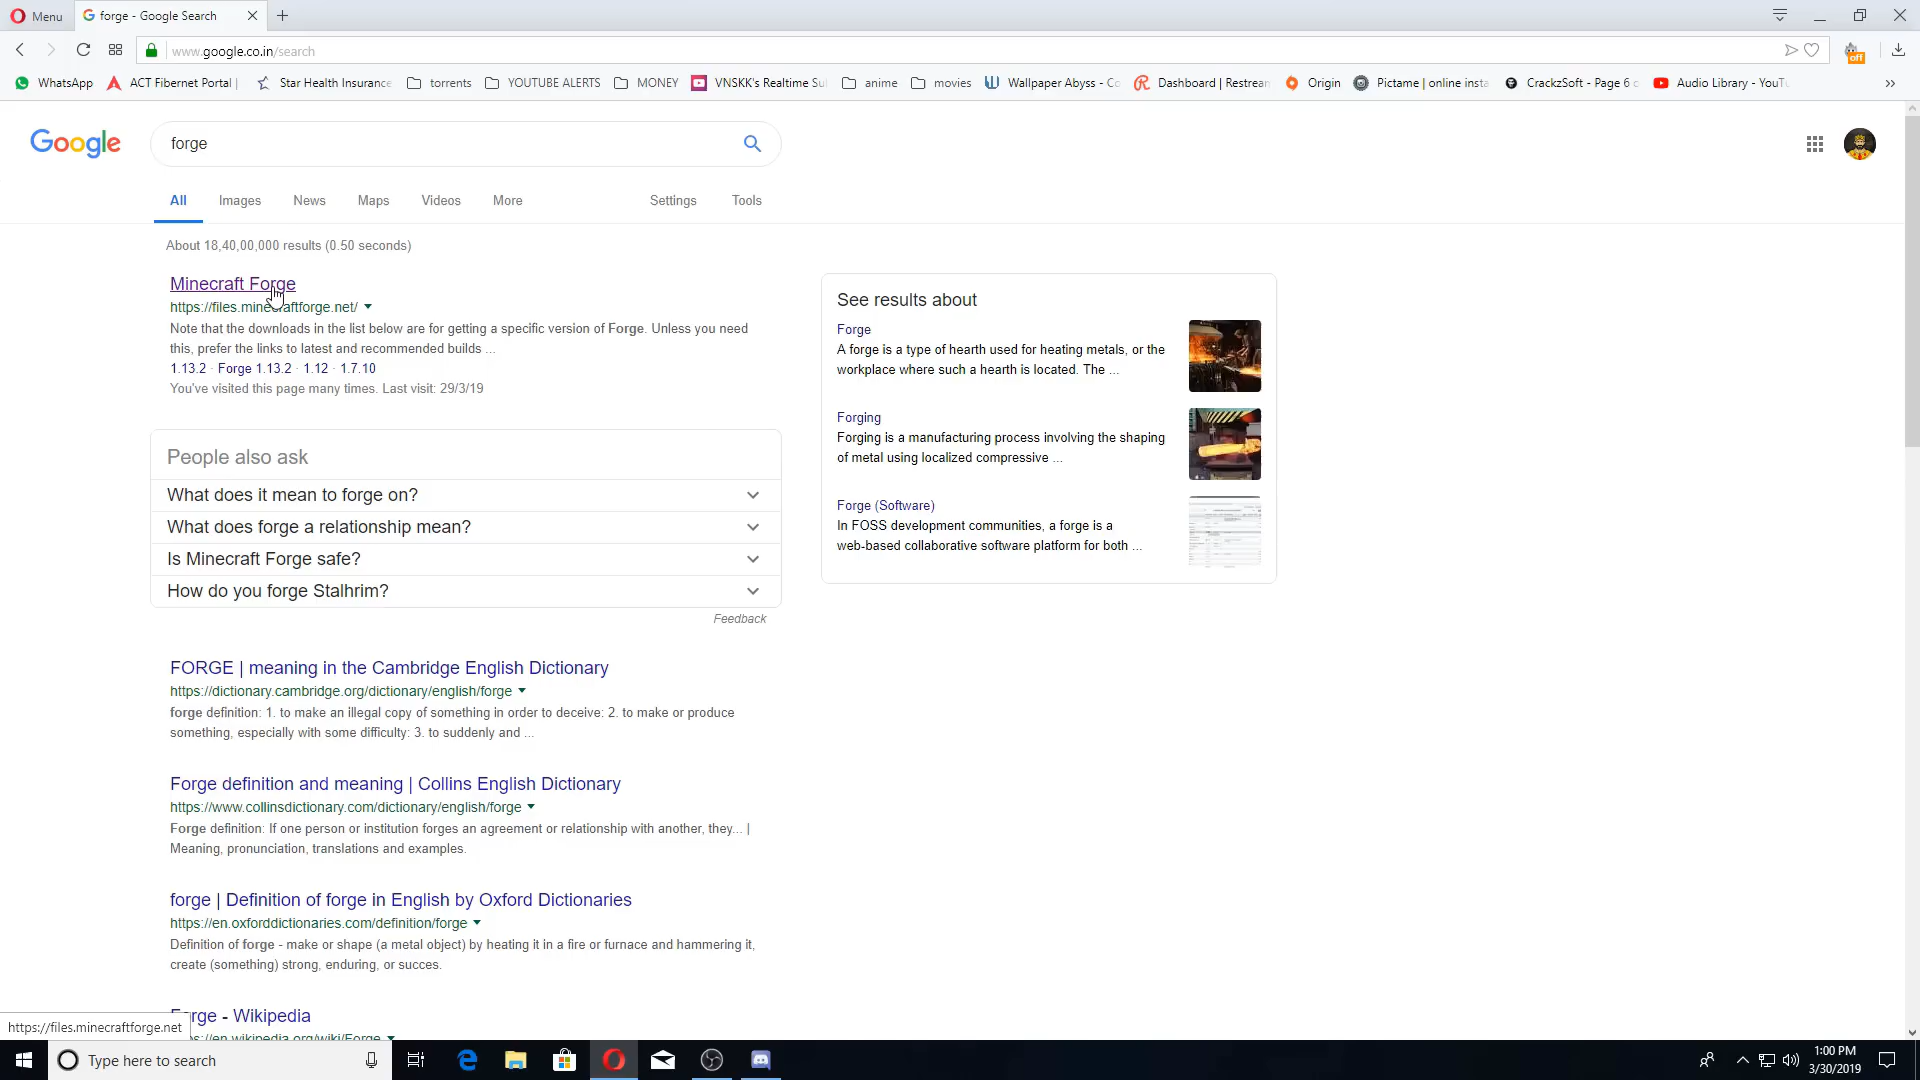 Menu
forge - Google Search
www.google.co.in/search
off
WhatsApp
ACT Fibernet Portal |
Star Health Insurance
torrents
YOUTUBE ALERTS
MONEY
VNSKK's Realtime Su
anime
movies
Wallpaper Abyss - Co
Dashboard | Restrean
Origin
Pictame | online insta
CrackzSoft - Page 6 o
Audio Library - YouTu
Google
forge
All
Images
News
Maps
Videos
More
Settings
Tools
About 18,40,00,000 results (0.50 seconds)
Minecraft Forge
https://files.minecraftforge.net/
Note that the downloads in the list below are for getting a specific version of Forge. Unless you need
this, prefer the links to latest and recommended builds ...
1.13.2 · Forge 1.13.2 · 1.12 · 1.7.10
You've visited this page many times. Last visit: 29/3/19
See results about
Forge
A forge is a type of hearth used for heating metals, or the
workplace where such a hearth is located. The ...
Forging
Forging is a manufacturing process involving the shaping
of metal using localized compressive ...
Forge (Software)
In FOSS development communities, a forge is a
web-based collaborative software platform for both ...
People also ask
What does it mean to forge on?
What does forge a relationship mean?
Is Minecraft Forge safe?
How do you forge Stalhrim?
Feedback
FORGE | meaning in the Cambridge English Dictionary
https://dictionary.cambridge.org/dictionary/english/forge
forge definition: 1. to make an illegal copy of something in order to deceive: 2. to make or produce
something, especially with some difficulty: 3. to suddenly and ...
Forge definition and meaning | Collins English Dictionary
https://www.collinsdictionary.com/dictionary/english/forge
Forge definition: If one person or institution forges an agreement or relationship with another, they... |
Meaning, pronunciation, translations and examples.
forge | Definition of forge in English by Oxford Dictionaries
https://en.oxforddictionaries.com/definition/forge
Definition of forge - make or shape (a metal object) by heating it in a fire or furnace and hammering it,
create (something) strong, enduring, or succes.
Forge - Wikipedia
https://en.wikipedia.org/wiki/Forge
https://files.minecraftforge.net
Type here to search
1:00 PM
3/30/2019